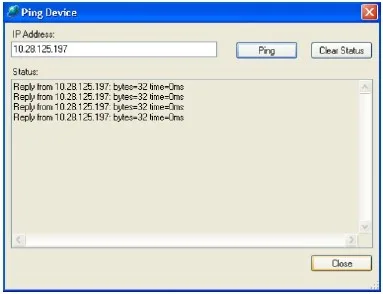 Ping Device
IP Address:
10.28.125.197
Ping
Clear Status
Status:
Reply from 10.28.125.197: bytes=32 time=0ms
Reply from 10.28.125.197: bytes=32 time=0ms
Reply from 10.28.125.197: bytes=32 time=0ms
Reply from 10.28.125.197: bytes=32 time=0ms
Close